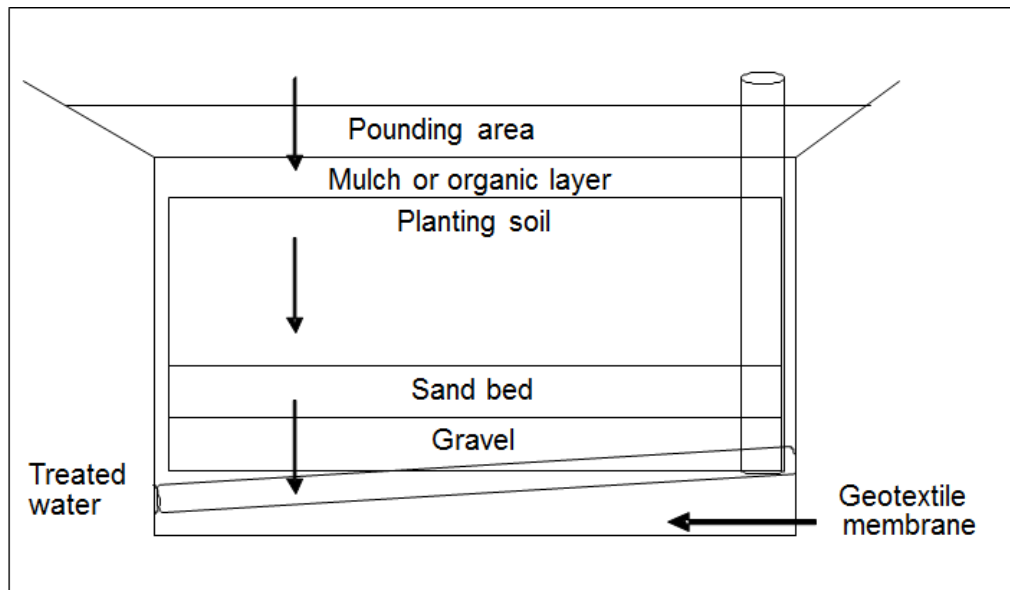 Pounding area
Mulch or organic layer
Planting soil
Sand bed
Gravel
Treated
water
Geotextile
membrane